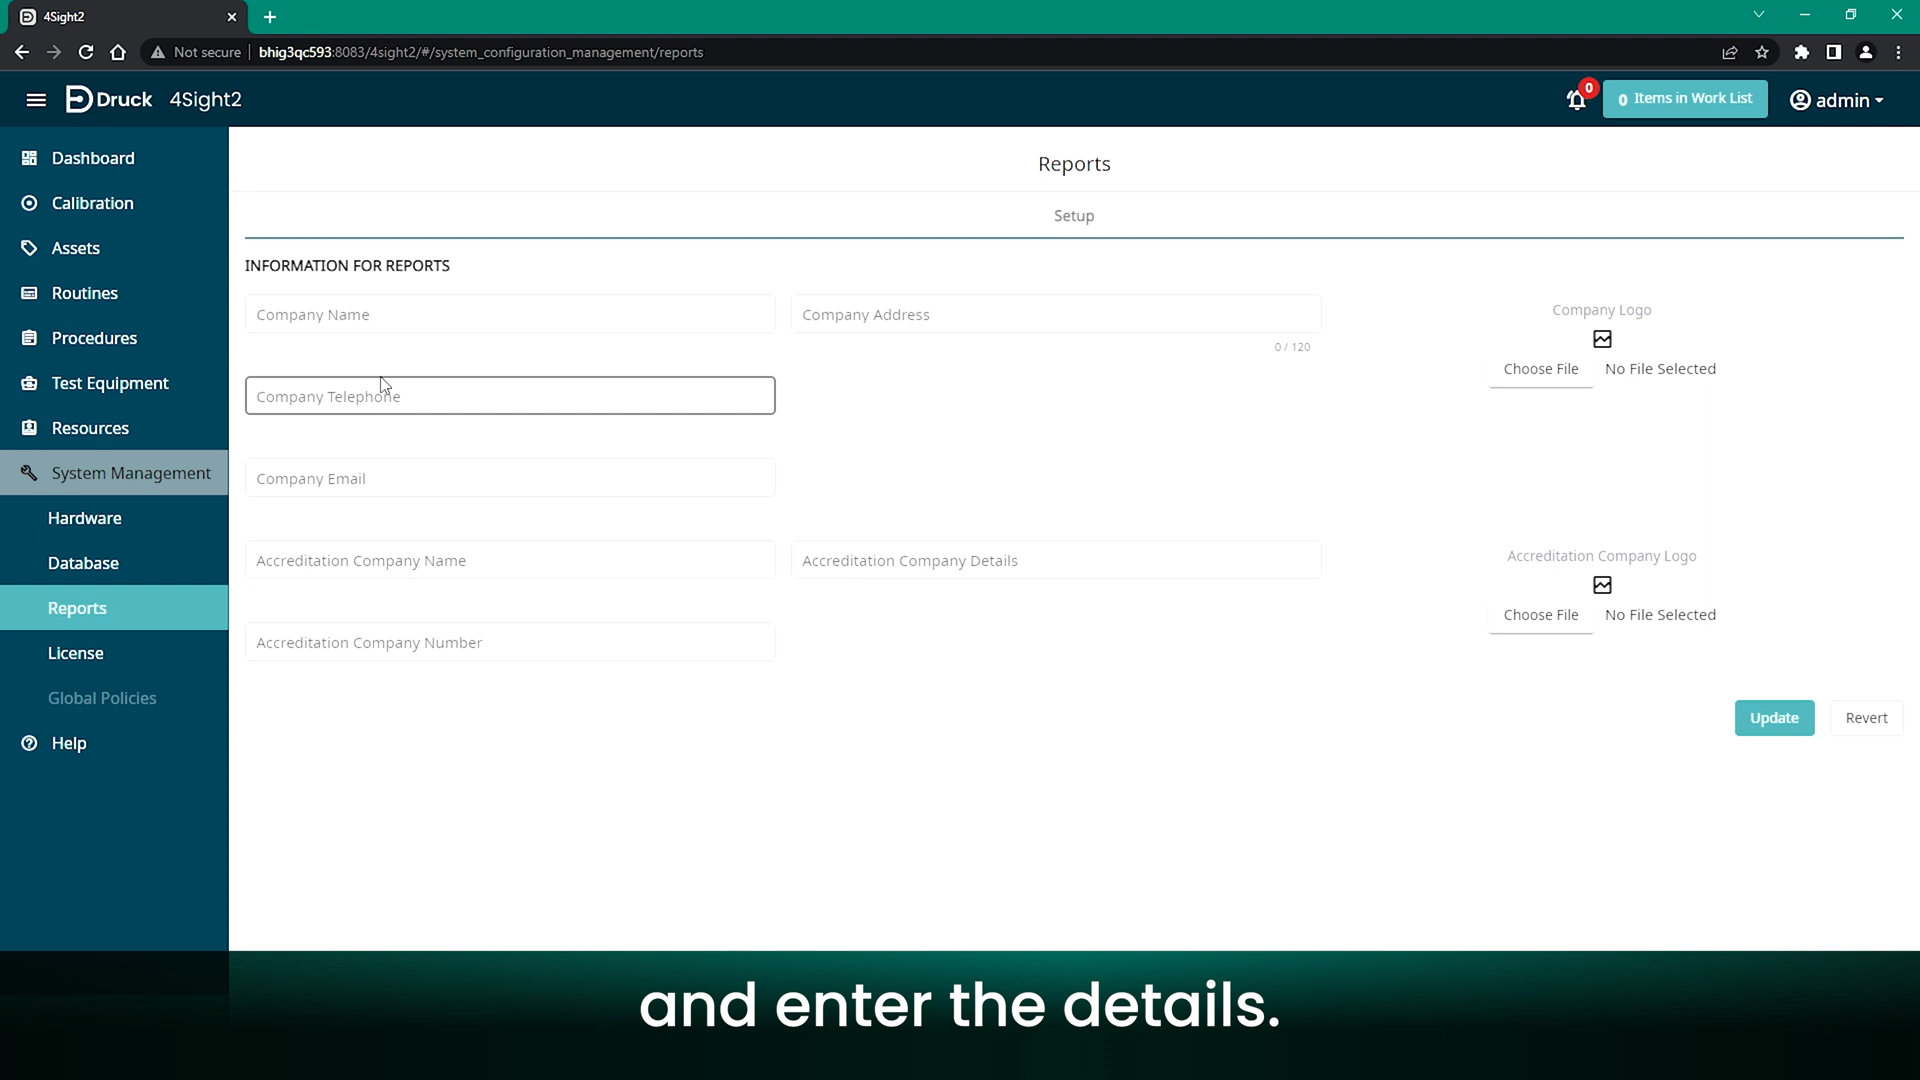 4Sight2
Not secure
bhig3qc593:8083/4sight2/#/system_configuration_management/reports
Druck 4Sight2
0
0 Items in Work List
admin
Dashboard
Calibration
Assets
Routines
Procedures
Test Equipment
Resources
System Management
Hardware
Database
Reports
License
Global Policies
Help
Reports
Setup
INFORMATION FOR REPORTS
Company Name
Company Address
0 / 120
Company Telephone
Company Email
Accreditation Company Name
Accreditation Company Details
Accreditation Company Number
Company Logo
Choose File No File Selected
Accreditation Company Logo
Choose File No File Selected
Update Revert
and enter the details.